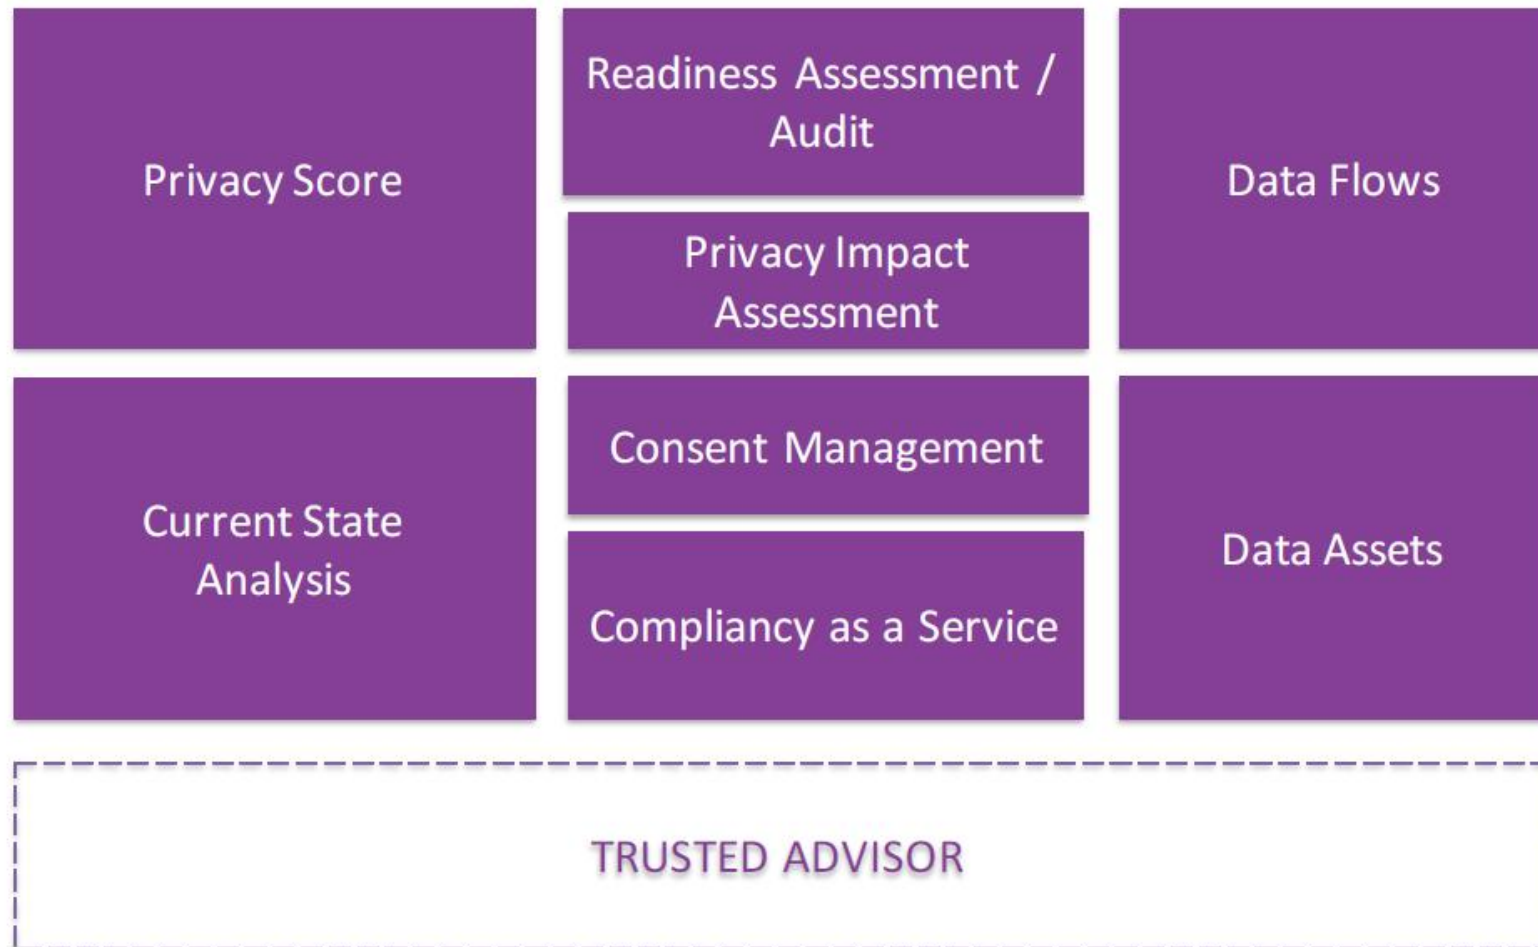 Privacy Score
Readiness Assessment /
Audit
Privacy Impact
Assessment
Data Flows
Current State
Analysis
Consent Management
Compliancy as a Service
Data Assets
TRUSTED ADVISOR